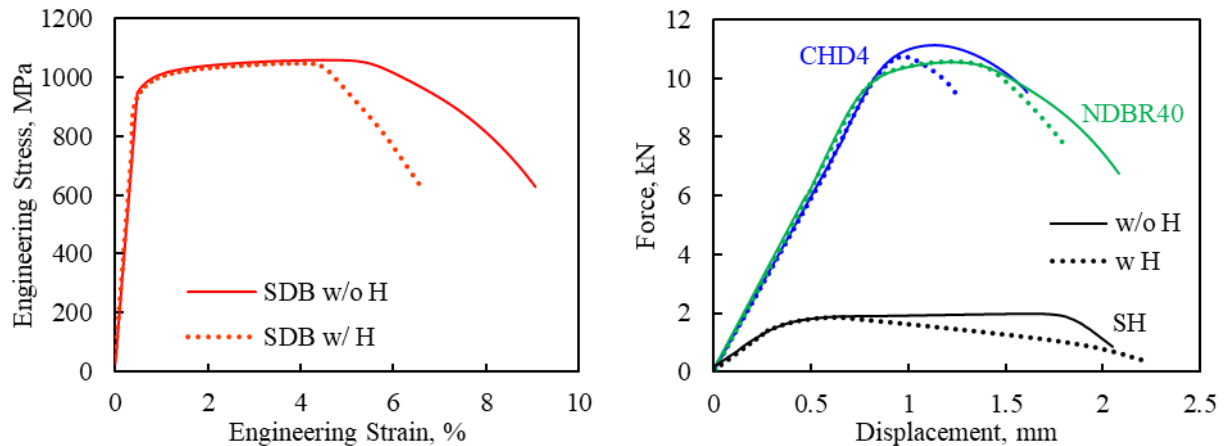 1200
1000
800
600
400
200
0
Engineering Stress, MPa
SDB w/o H
SDB w/ H
0 2 4 6 8 10
Engineering Strain, %
12
10
8
6
4
2
0
Force, kN
CHD4
NDBR40
w/o H
w H
SH
0 0.5 1 1.5 2 2.5
Displacement, mm